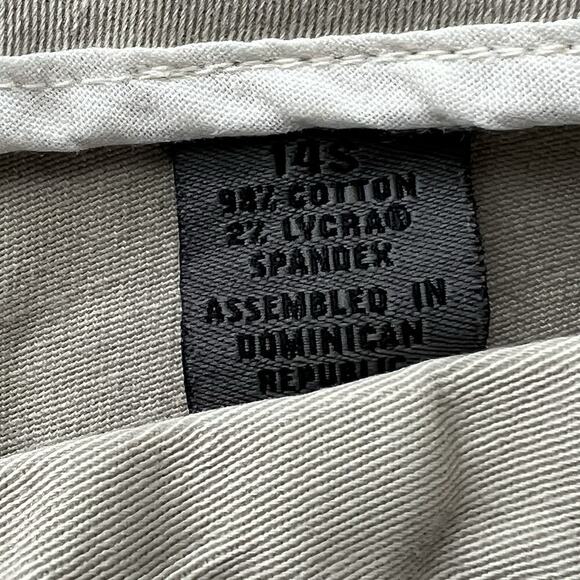 14S
98% COTTON
2% LYCRA®
SPANDEX
ASSEMBLED IN
DOMINICAN
REPUBLIC